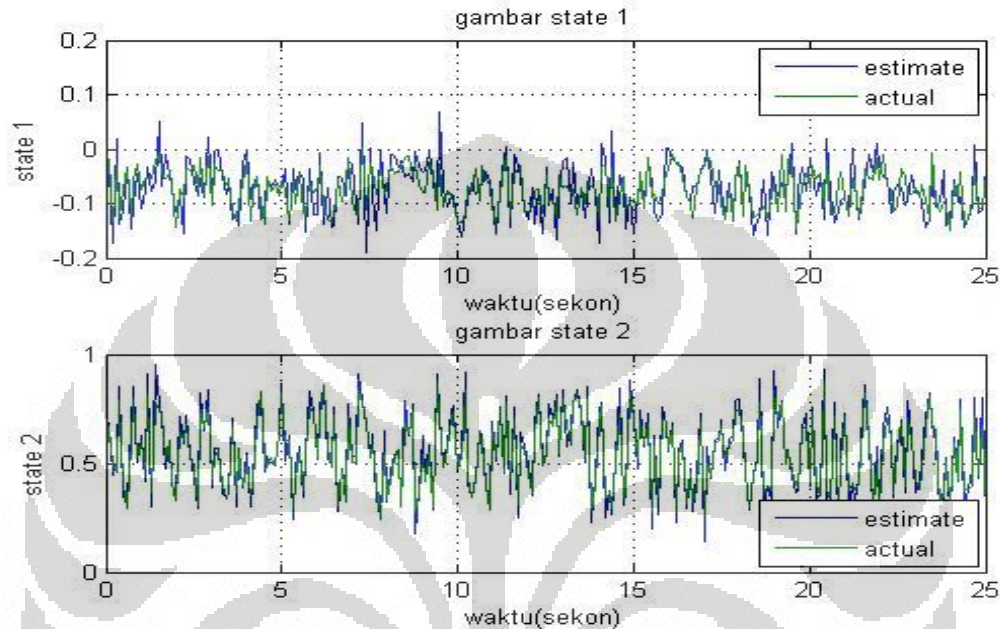 gambar state 1
0.2
0.1
0
-0.1
-0.2
state 1
estimate
actual
0 5 10 15 20 25
waktu(sekon)
gambar state 2
1
0.5
0
state 2
estimate
actual
0 5 10 15 20 25
waktu(sekon)